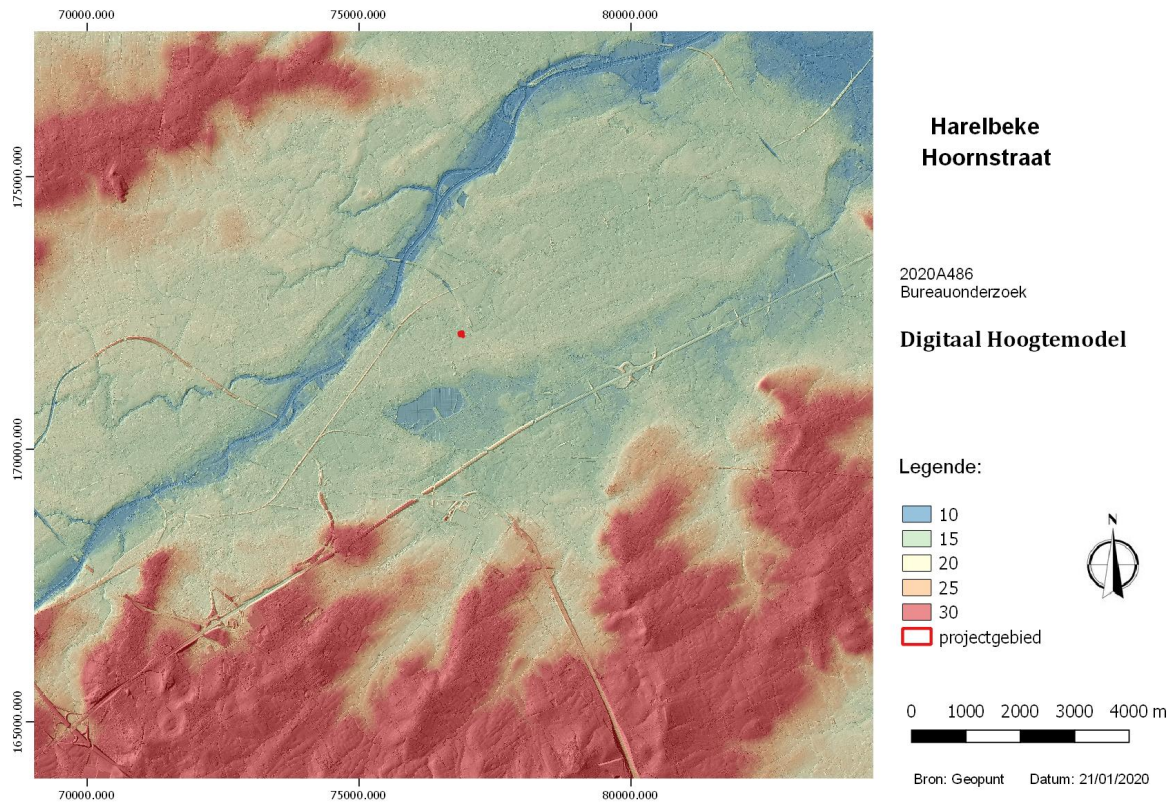 70000.000
75000.000
80000.000
175000.000
170000.000
165000.000
70000.000
75000.000
80000.000
Harelbeke
Hoornstraat
2020A486
Bureauonderzoek
Digitaal Hoogtemodel
Legende:
10
15
20
25
30
projectgebied
N
0 1000 2000 3000 4000 m
Bron: Geopunt Datum: 21/01/2020